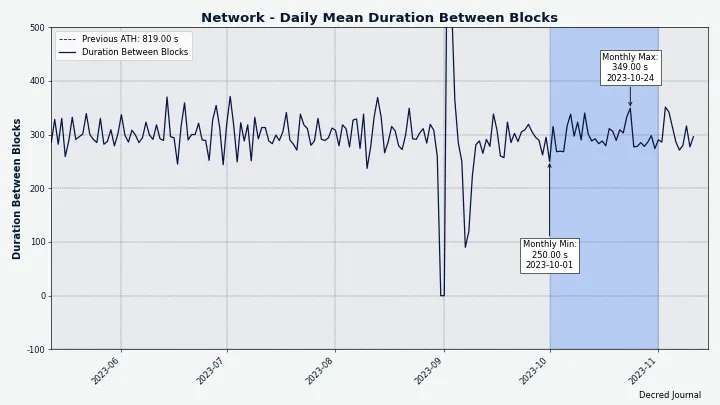 Network - Daily Mean Duration Between Blocks
Previous ATH: 819.00 s
Duration Between Blocks
Duration Between Blocks
500
400
300
200
100
0
-100
Monthly Max:
349.00 s
2023-10-24
Monthly Min:
250.00 s
2023-10-01
2023-06
2023-07
2023-08
2023-09
2023-10
2023-11
Decred Journal